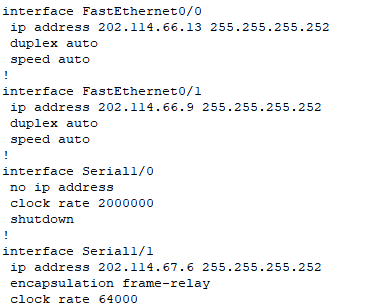 interface FastEthernet0/0
 ip address 202.114.66.13 255.255.255.252
 duplex auto
 speed auto
!
interface FastEthernet0/1
 ip address 202.114.66.9 255.255.255.252
 duplex auto
 speed auto
!
interface Serial1/0
 no ip address
 clock rate 2000000
 shutdown
!
interface Serial1/1
 ip address 202.114.67.6 255.255.255.252
 encapsulation frame-relay
 clock rate 64000